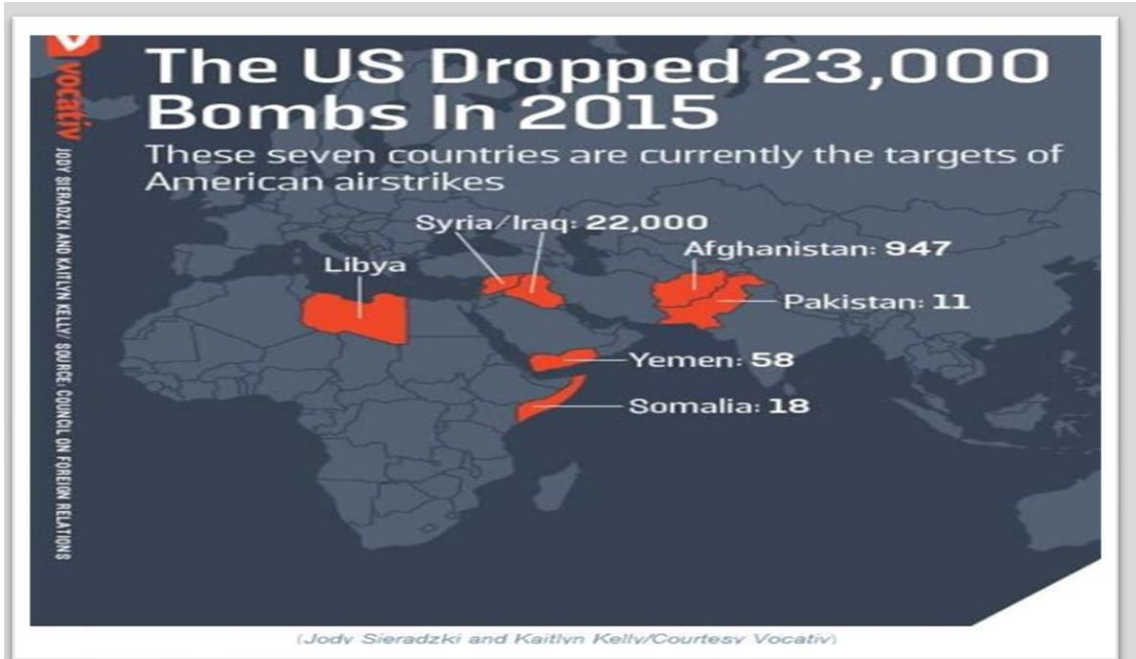 The US Dropped 23,000
Bombs In 2015
These seven countries are currently the targets of
American airstrikes
Syria/Iraq: 22,000
Afghanistan: 947
Libya
Pakistan: 11
Yemen: 58
Somalia: 18
vocativ
JODY SIERADZKI AND KAITLYN KELLY/ SOURCE: COUNCIL ON FOREIGN RELATIONS
(Jody Sieradzki and Kaitlyn Kelly/Courtesy Vocativ)